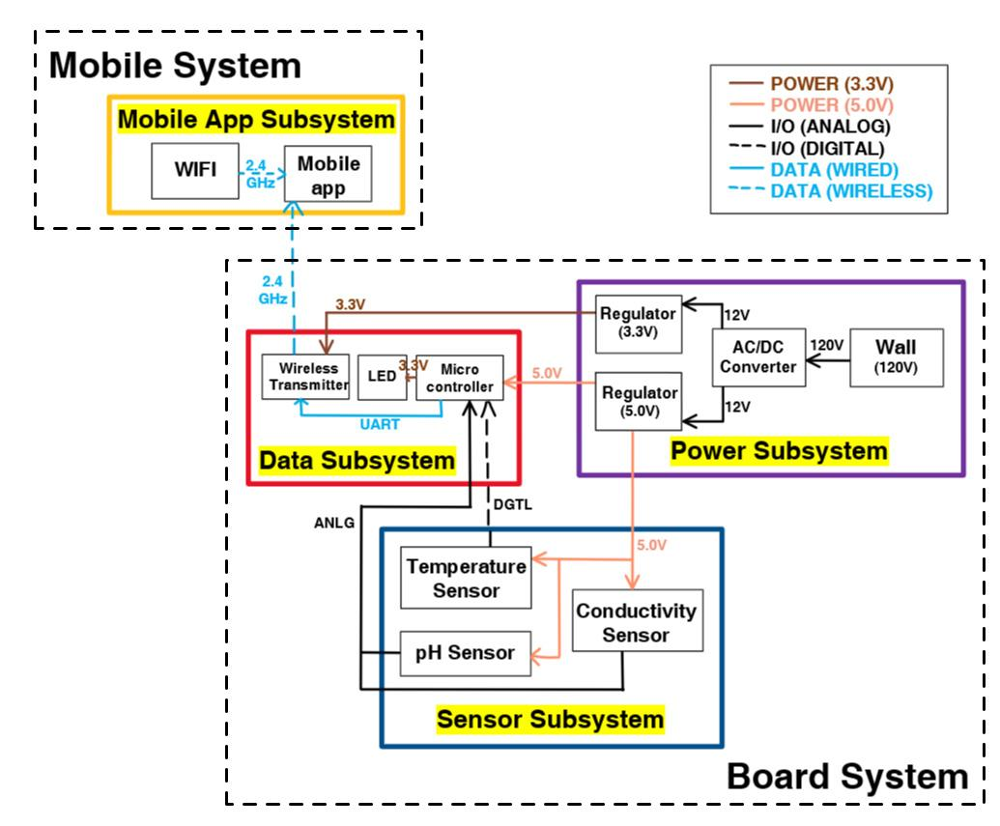 Mobile System
Mobile App Subsystem
WIFI
2.4
GHz
Mobile
app
POWER (3.3V)
POWER (5.0V)
I/O (ANALOG)
I/O (DIGITAL)
DATA (WIRED)
DATA (WIRELESS)
2.4
GHz
3.3V
Regulator
(3.3V)
12V
AC/DC
Converter
120V
Wall
(120V)
Wireless
Transmitter
LED
3.3V
Micro
controller
5.0V
Regulator
(5.0V)
12V
UART
Data Subsystem
Power Subsystem
ANLG
DGTL
5.0V
Temperature
Sensor
Conductivity
Sensor
pH Sensor
Sensor Subsystem
Board System